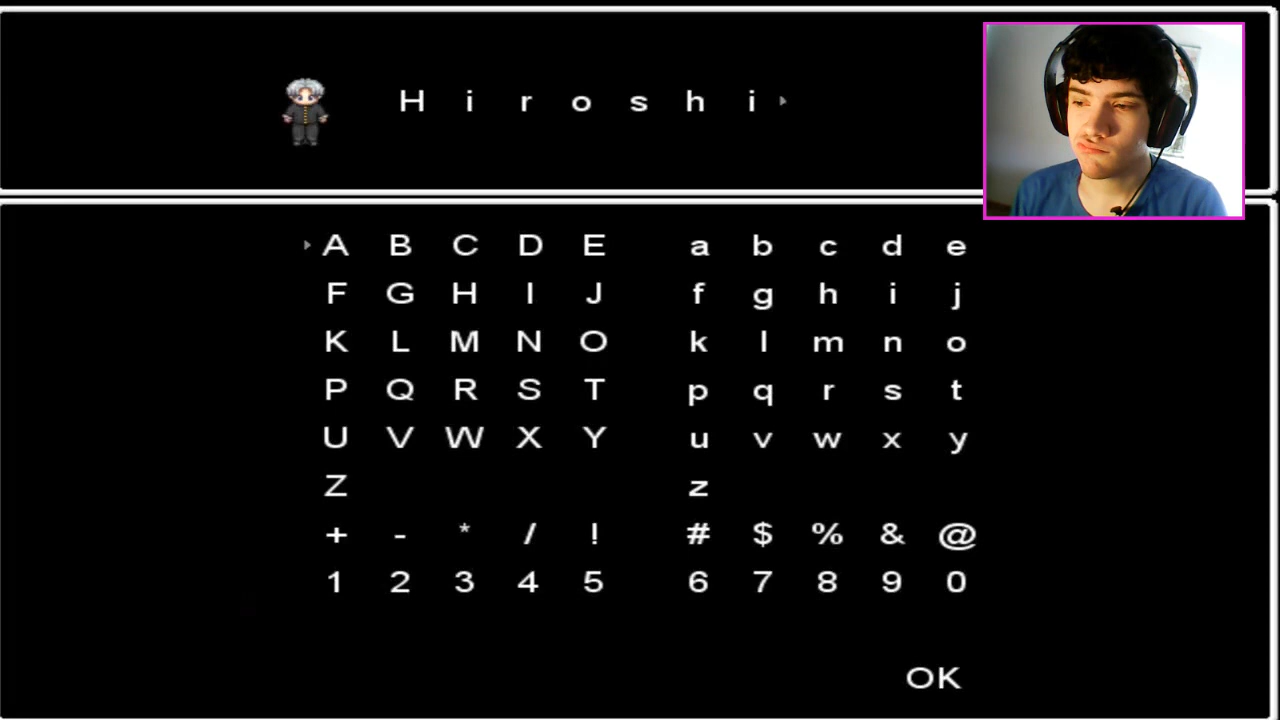 Hiroshi
A B C D E a b c d e
F G H I J f g h i j
K L M N O k l m n o
P Q R S T p q r s t
U V W X Y u v w x y
Z z
+ - * / ! # $ % & @
1 2 3 4 5 6 7 8 9 0
OK